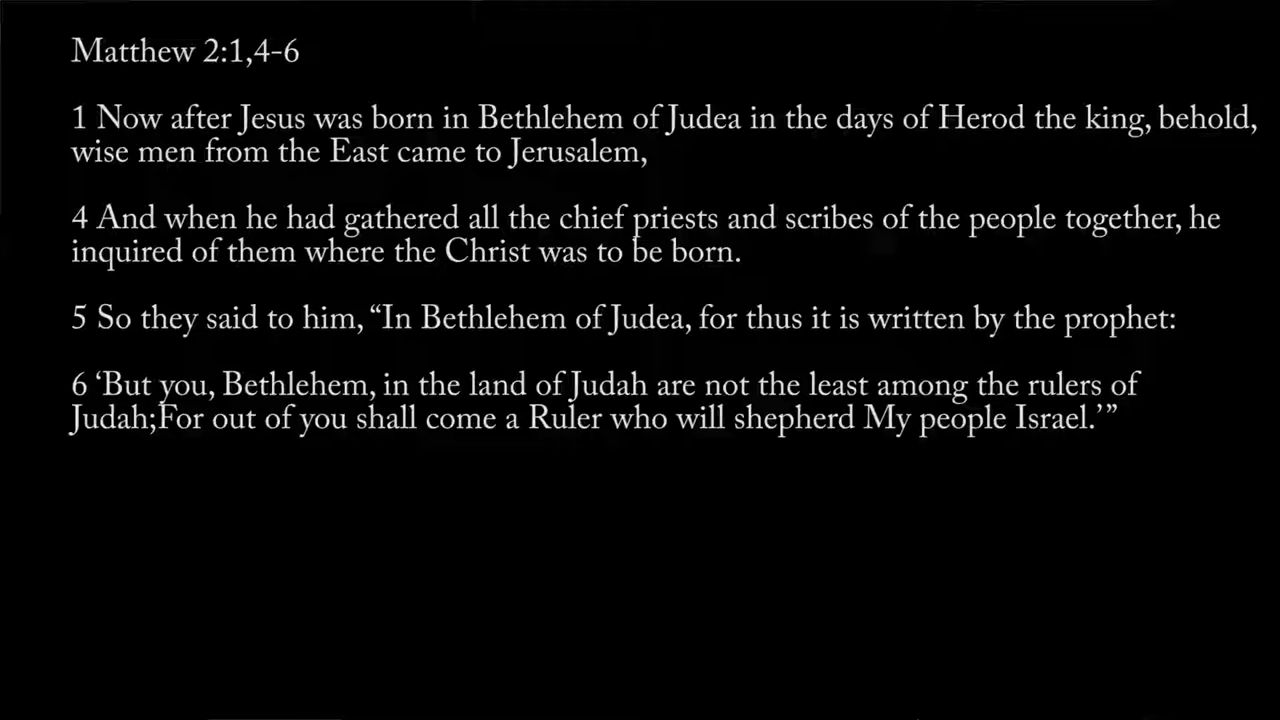 Matthew 2:1,4-6
1 Now after Jesus was born in Bethlehem of Judea in the days of Herod the king, behold,
wise men from the East came to Jerusalem,
4 And when he had gathered all the chief priests and scribes of the people together, he
inquired of them where the Christ was to be born.
5 So they said to him, “In Bethlehem of Judea, for thus it is written by the prophet:
6 ‘But you, Bethlehem, in the land of Judah are not the least among the rulers of
Judah;For out of you shall come a Ruler who will shepherd My people Israel.’”